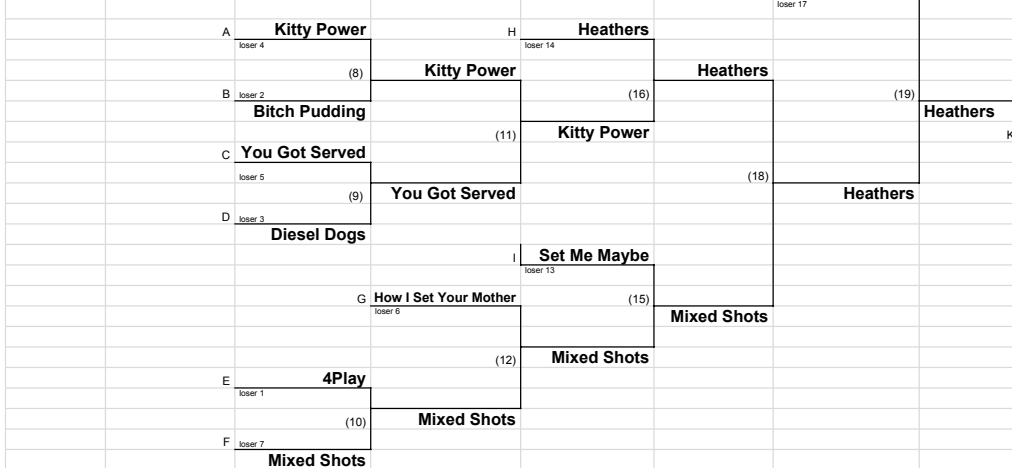 loser 17
A Kitty Power H Heathers
loser 4 loser 14
(8) Kitty Power Heathers
B loser 2 (16) (19)
Bitch Pudding Heathers
(11) Kitty Power K
C You Got Served
loser 5 (18)
(9) You Got Served Heathers
D loser 3
Diesel Dogs
I Set Me Maybe
loser 13
G How I Set Your Mother (15)
loser 6 Mixed Shots
(12) Mixed Shots
E 4Play
loser 1
(10) Mixed Shots
F loser 7
Mixed Shots